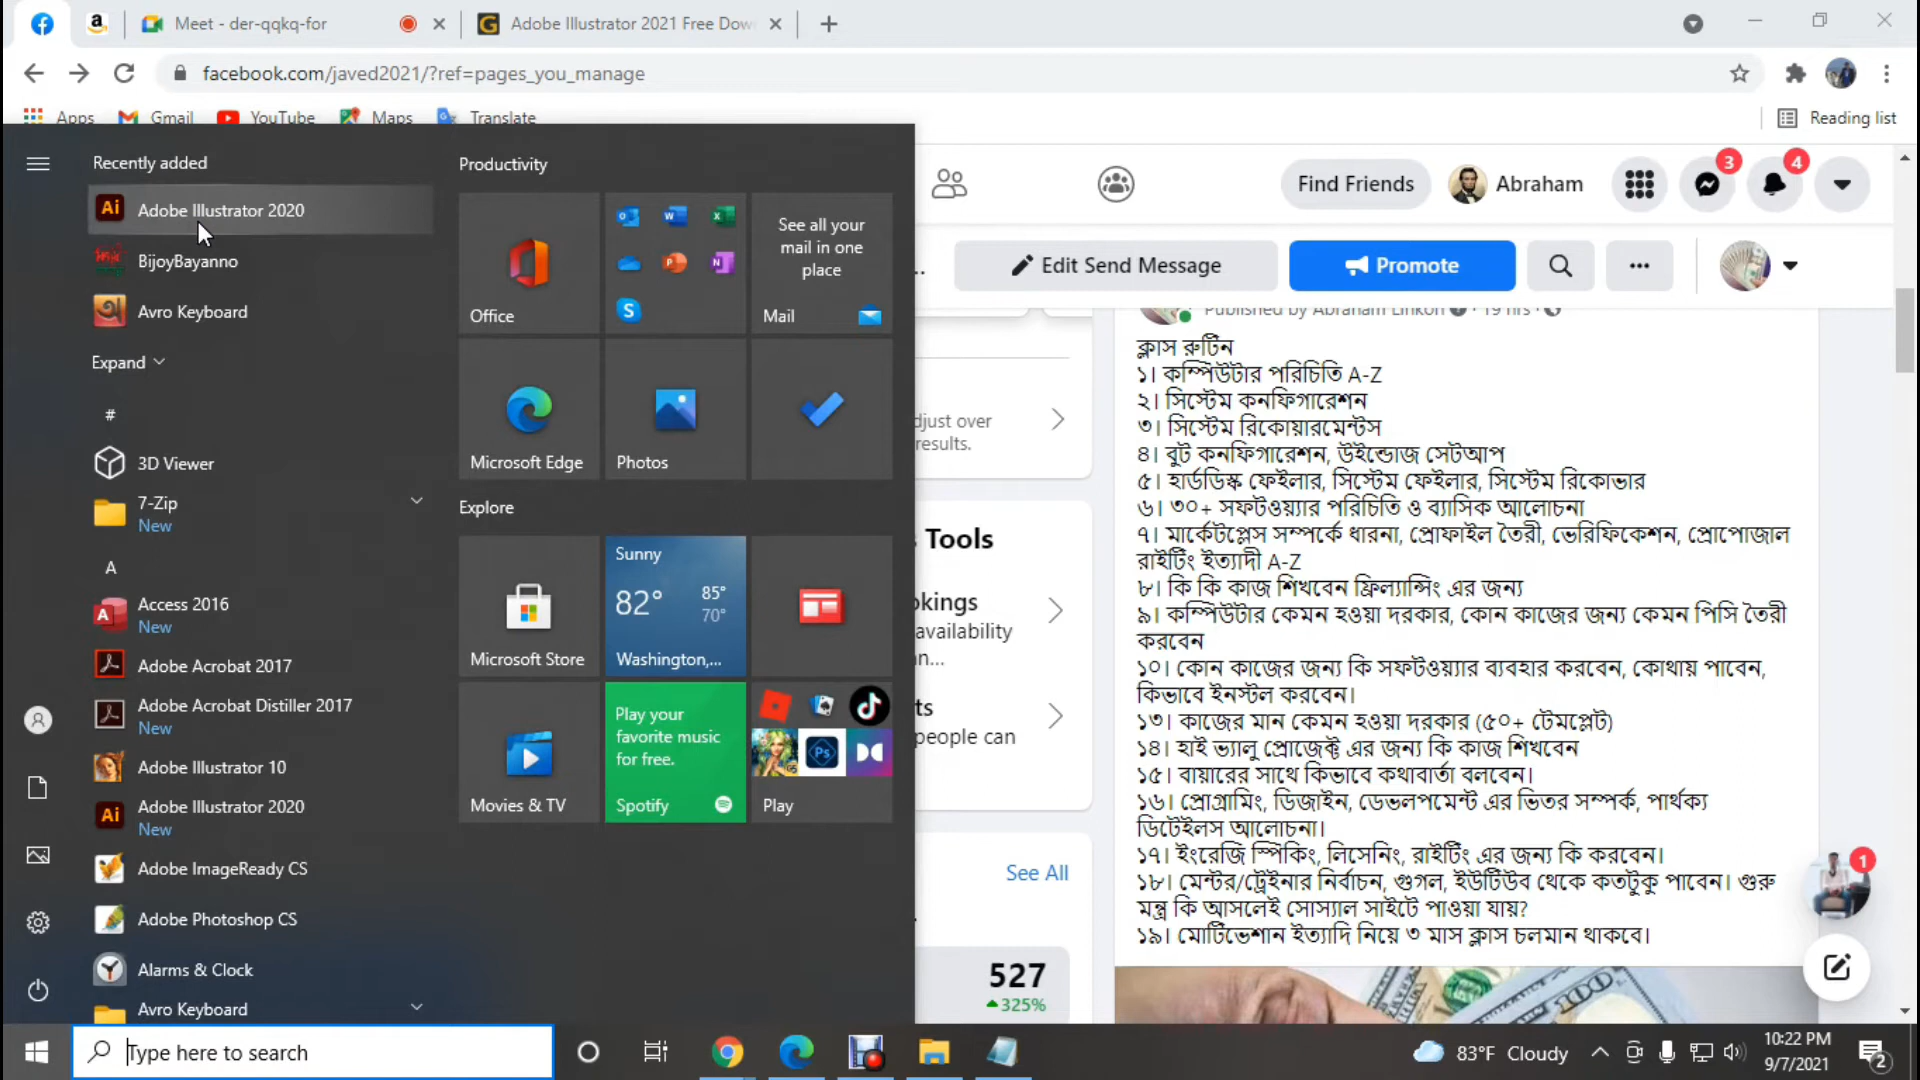 Meet - der-qqkq-for
Adobe Illustrator 2021 Free Dow
facebook.com/javed2021/?ref=pages_you_manage
Apps
Gmail
YouTube
Maps
Translate
Reading list
Recently added
Adobe Illustrator 2020
BijoyBayanno
Avro Keyboard
Expand
#
3D Viewer
7-Zip
New
A
Access 2016
New
Adobe Acrobat 2017
Adobe Acrobat Distiller 2017
New
Adobe Illustrator 10
Adobe Illustrator 2020
New
Adobe ImageReady CS
Adobe Photoshop CS
Alarms & Clock
Avro Keyboard
Productivity
Office
See all your
mail in one
place
Mail
Microsoft Edge
Photos
Explore
Microsoft Store
Sunny
82°
85°
70°
Washington,...
Movies & TV
Play your
favorite music
for free.
Spotify
Play
Find Friends
Abraham
3
4
...
Edit Send Message
Promote
Published by Abraham Linkon · 19 hrs ·
ক্লাস রুটিন
১। কম্পিউটার পরিচিতি A-Z
২। সিস্টেম কনফিগারেশন
৩। সিস্টেম রিকোয়ারমেন্টস
৪। বুট কনফিগারেশন, উইন্ডোজ সেটআপ
৫। হার্ডডিস্ক ফেইলার, সিস্টেম ফেইলার, সিস্টেম রিকোভার
৬। ৩০+ সফটওয়্যার পরিচিতি ও ব্যাসিক আলোচনা
৭। মার্কেটপ্লেস সম্পর্কে ধারনা, প্রোফাইল তৈরী, ভেরিফিকেশন, প্রোপোজাল
রাইটিং ইত্যাদী A-Z
৮। কি কি কাজ শিখবেন ফ্রিল্যান্সিং এর জন্য
৯। কম্পিউটার কেমন হওয়া দরকার, কোন কাজের জন্য কেমন পিসি তৈরী
করবেন
১০। কোন কাজের জন্য কি সফটওয়্যার ব্যবহার করবেন, কোথায় পাবেন,
কিভাবে ইনস্টল করবেন।
১৩। কাজের মান কেমন হওয়া দরকার (৫০+ টেমপ্লেট)
১৪। হাই ভ্যালু প্রোজেক্ট এর জন্য কি কাজ শিখবেন
১৫। বায়ারের সাথে কিভাবে কথাবার্তা বলবেন।
১৬। প্রোগ্রামিং, ডিজাইন, ডেভলপমেন্ট এর ভিতর সম্পর্ক, পার্থক্য
ডিটেইলস আলোচনা।
১৭। ইংরেজি স্পিকিং, লিসেনিং, রাইটিং এর জন্য কি করবেন।
১৮। মেন্টর/ট্রেইনার নির্বাচন, গুগল, ইউটিউব থেকে কতটুকু পাবেন। গুরু
মন্ত্র কি আসলেই সোস্যাল সাইটে পাওয়া যায়?
১৯। মোটিভেশান ইত্যাদি নিয়ে ৩ মাস ক্লাস চলমান থাকবে।
djust over
results.
Tools
okings
availability
n...
ts
people can
See All
527
325%
1
Type here to search
83°F Cloudy
10:22 PM
9/7/2021
2